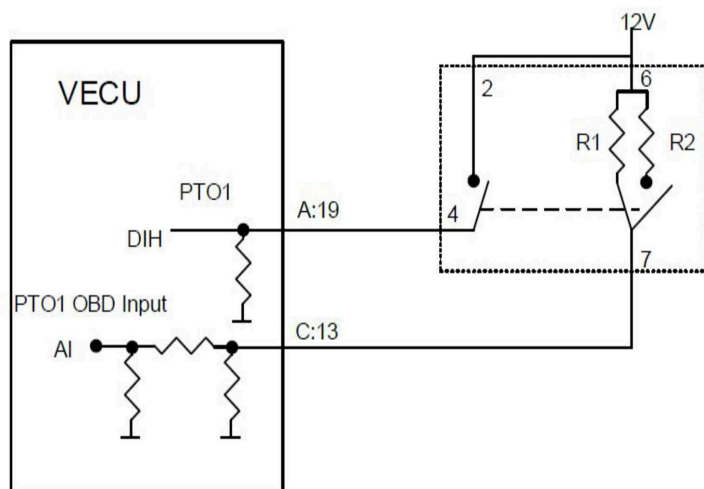 12V
VECU
2
6
R1
R2
PTO1
A:19
4
DIH
7
PTO1 OBD Input
C:13
AI